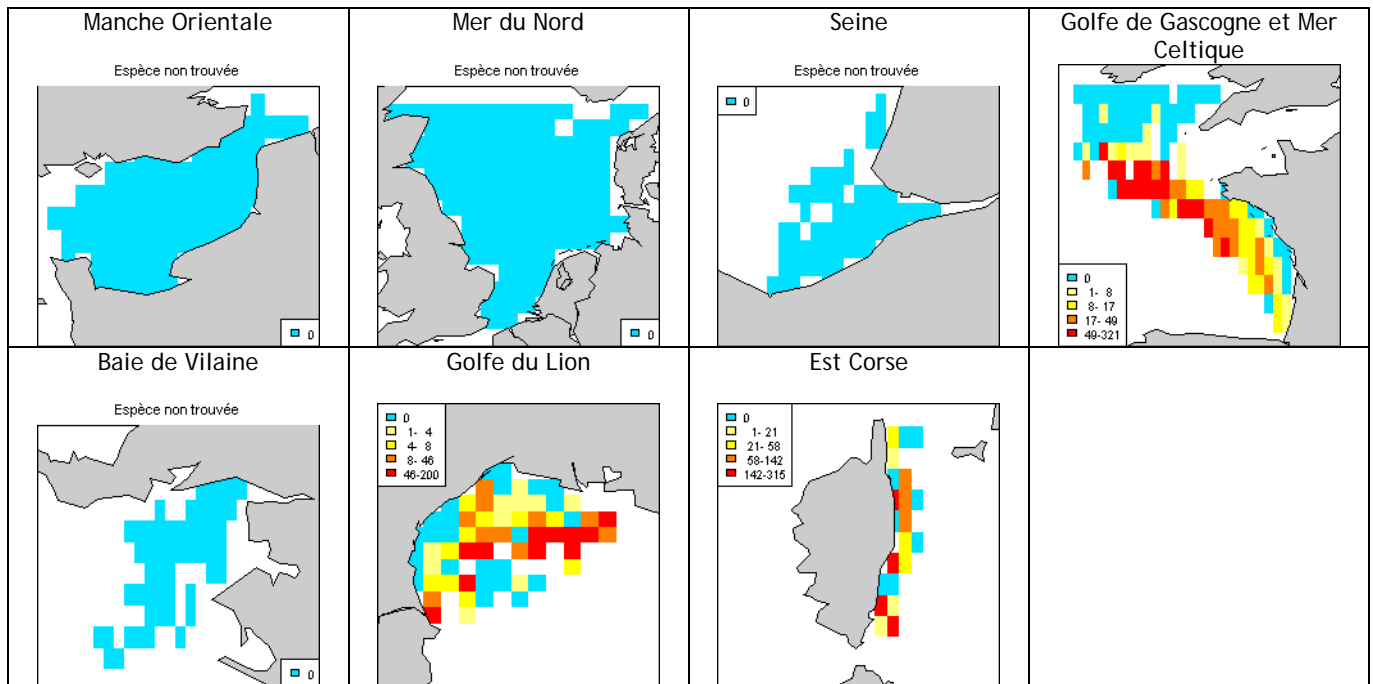 Manche Orientale
Espèce non trouvée
0
Mer du Nord
Espèce non trouvée
0
Seine
Espèce non trouvée
0
Golfe de Gascogne et Mer
Celtique
0
1- 8
8- 17
17- 49
49-321
Baie de Vilaine
Espèce non trouvée
0
Golfe du Lion
0
1- 4
4- 8
8- 46
46-200
Est Corse
0
1- 21
21- 58
58-142
142-315